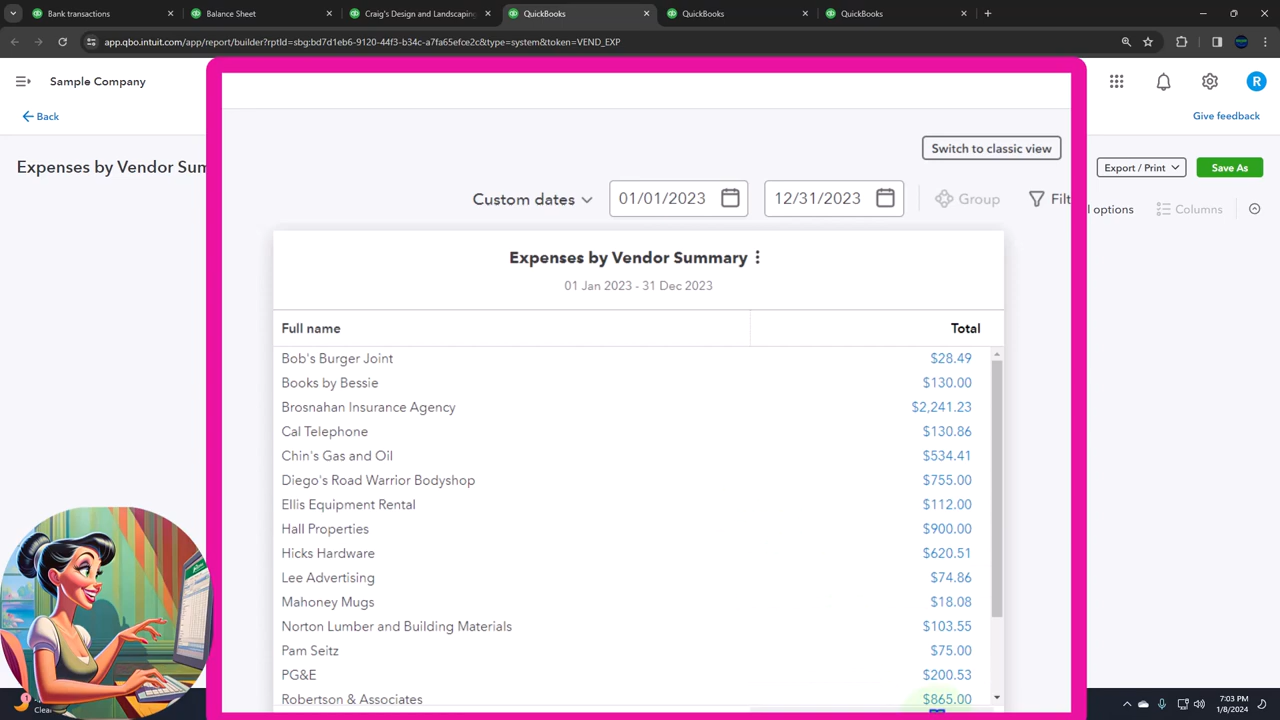 Bank transactions
Balance Sheet
Craig's Design and Landscaping
QuickBooks
QuickBooks
QuickBooks
app.qbo.intuit.com/app/report/builder?rptId=sbg:bd7d1eb6-9120-44f3-b34c-a7fa65efce2c&type=system&token=VEND_EXP
Sample Company
R
Back
Give feedback
Expenses by Vendor Sum
Switch to classic view
Export / Print
Save As
Custom dates
01/01/2023
12/31/2023
Group
Filt
l options
Columns
Expenses by Vendor Summary
01 Jan 2023 - 31 Dec 2023
Full name Total
Bob's Burger Joint $28.49
Books by Bessie $130.00
Brosnahan Insurance Agency $2,241.23
Cal Telephone $130.86
Chin's Gas and Oil $534.41
Diego's Road Warrior Bodyshop $755.00
Ellis Equipment Rental $112.00
Hall Properties $900.00
Hicks Hardware $620.51
Lee Advertising $74.86
Mahoney Mugs $18.08
Norton Lumber and Building Materials $103.55
Pam Seitz $75.00
PG&E $200.53
Robertson & Associates $865.00
1
Clear
7:03 PM
1/8/2024